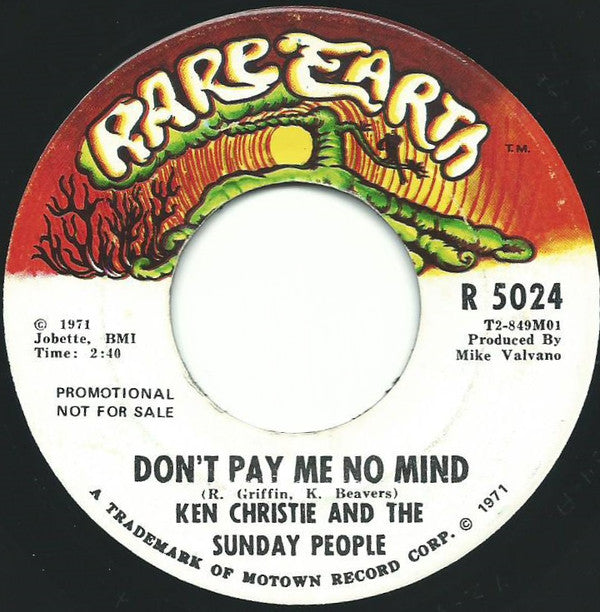 RARE EARTH
T.M.
R 5024
T2-849M01
Produced By
Mike Valvano
© 1971
Jobette, BMI
Time: 2:40
PROMOTIONAL
NOT FOR SALE
DON'T PAY ME NO MIND
(R. Griffin, K. Beavers)
KEN CHRISTIE AND THE
SUNDAY PEOPLE
A TRADEMARK OF MOTOWN RECORD CORP. © 1971